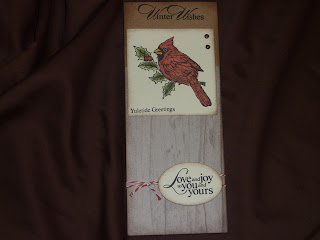 Winter Wishes
Yuletide Greetings
Love and joy
to you and
yours